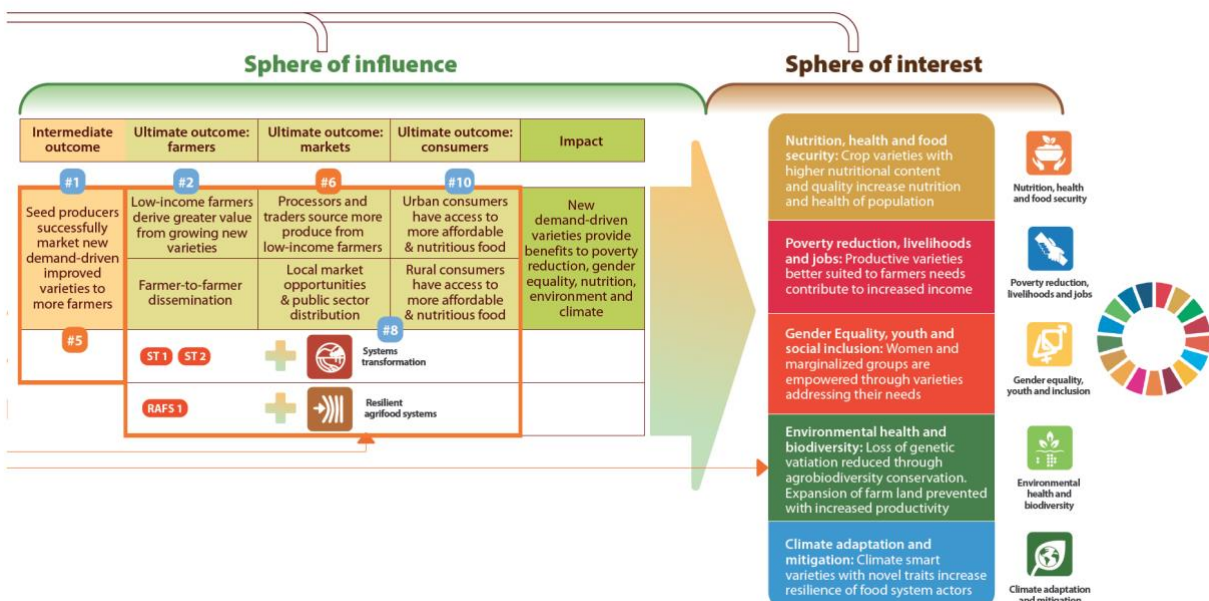 Sphere of influence
Sphere of interest
Intermediate
outcome
Ultimate outcome:
farmers
Ultimate outcome:
markets
Ultimate outcome:
consumers
Impact
#1
#2
#6
#10
Seed producers
successfully
market new
demand-driven
improved
varieties to
more farmers
Low-income farmers
derive greater value
from growing new
varieties
Processors and
traders source more
produce from
low-income farmers
Urban consumers
have access to
more affordable
& nutritious food
New
demand-driven
varieties provide
benefits to poverty
reduction, gender
equality, nutrition,
environment and
climate
Farmer-to-farmer
dissemination
Local market
opportunities
& public sector
distribution
Rural consumers
have access to
more affordable
& nutritious food
#5
#8
ST 1
ST 2
Systems
transformation
RAFS 1
Resilient
agrifood systems
Nutrition, health and food
security: Crop varieties with
higher nutritional content
and quality increase nutrition
and health of population
Nutrition, health
and food security
Poverty reduction, livelihoods
and jobs: Productive varieties
better suited to farmers needs
contribute to increased income
Poverty reduction,
livelihoods and jobs
Gender Equality, youth and
social inclusion: Women and
marginalized groups are
empowered through varieties
addressing their needs
Gender equality,
youth and inclusion
Environmental health and
biodiversity: Loss of genetic
vatiation reduced through
agrobiodiversity conservation.
Expansion of farm land prevented
with increased productivity
Environmental
health and
biodiversity
Climate adaptation and
mitigation: Climate smart
varieties with novel traits increase
resilience of food system actors
Climate adaptation
and mitigation